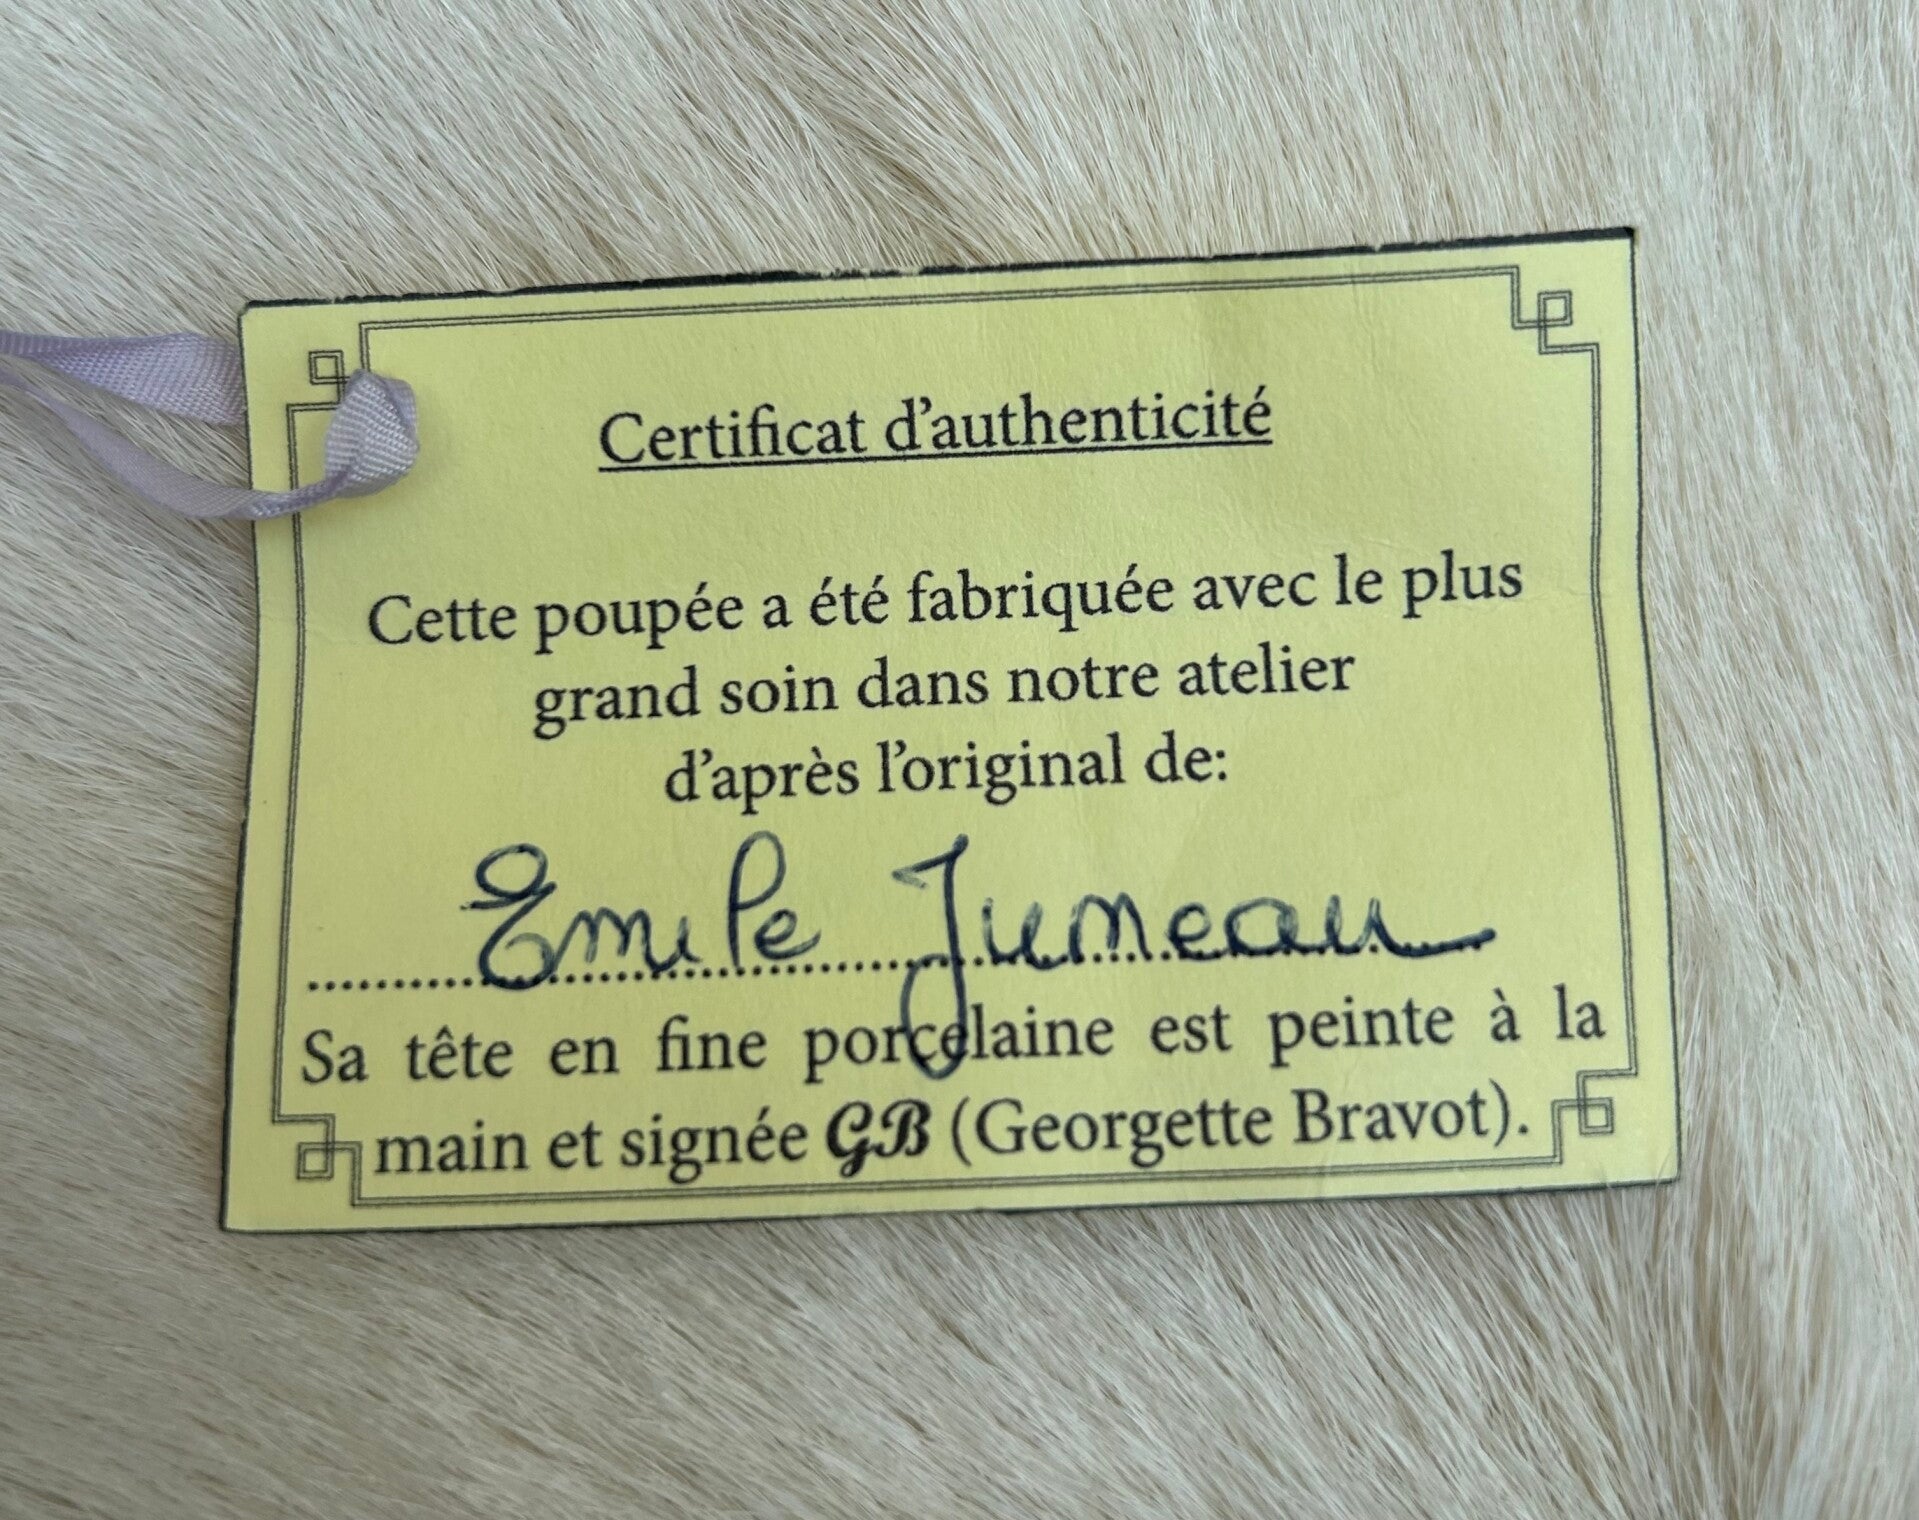 Certificat d'authenticité
Cette poupée a été fabriquée avec le plus
grand soin dans notre atelier
d'après l'original de:
Emile Jumeau
Sa tête en fine porcelaine est peinte à la
main et signée GB (Georgette Bravot).